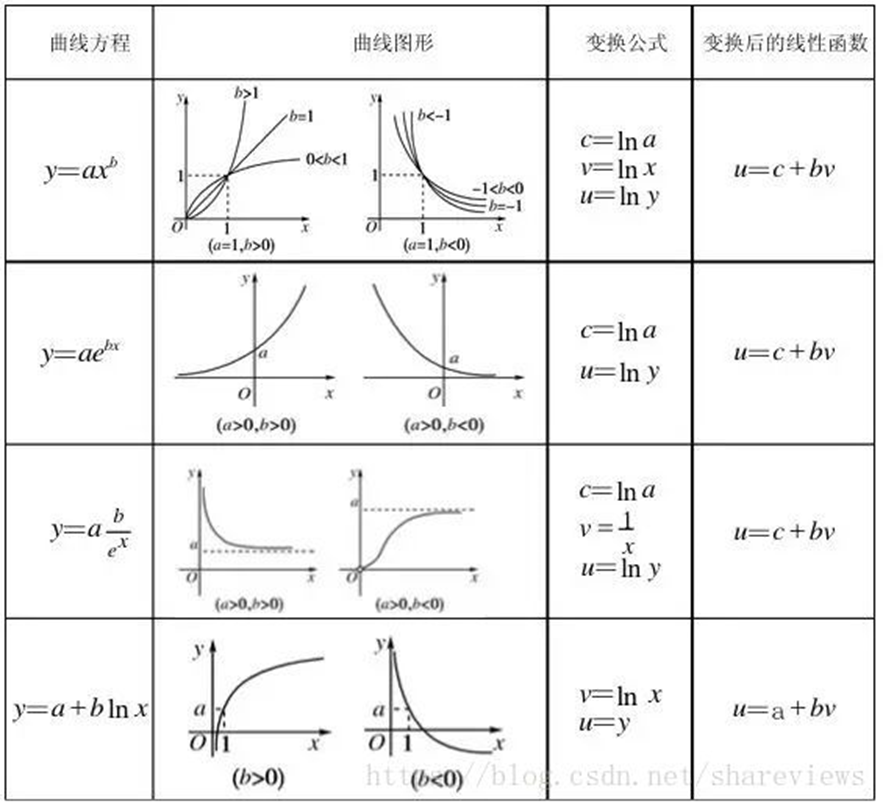 曲线方程 曲线图形 变换公式 变换后的线性函数
y=ax^b
y b>1 b=1 0<b<1 1 O 1 x
(a=1,b>0)
y b<-1 1 -1<b<0 b=-1 O 1 x
(a=1,b<0)
c=ln a
v=ln x
u=ln y
u=c+bv
y=ae^{bx}
y a O x
(a>0,b>0)
y a O x
(a>0,b<0)
c=ln a
u=ln y
u=c+bv
y=a b/e^x
y a O x
(a>0,b>0)
y a O x
(a>0,b<0)
c=ln a
v=1/x
u=ln y
u=c+bv
y=a+b ln x
y a O 1 x
(b>0)
y a O 1 x
(b<0)
v=ln x
u=y
u=a+bv
https://blog.csdn.net/shareviews